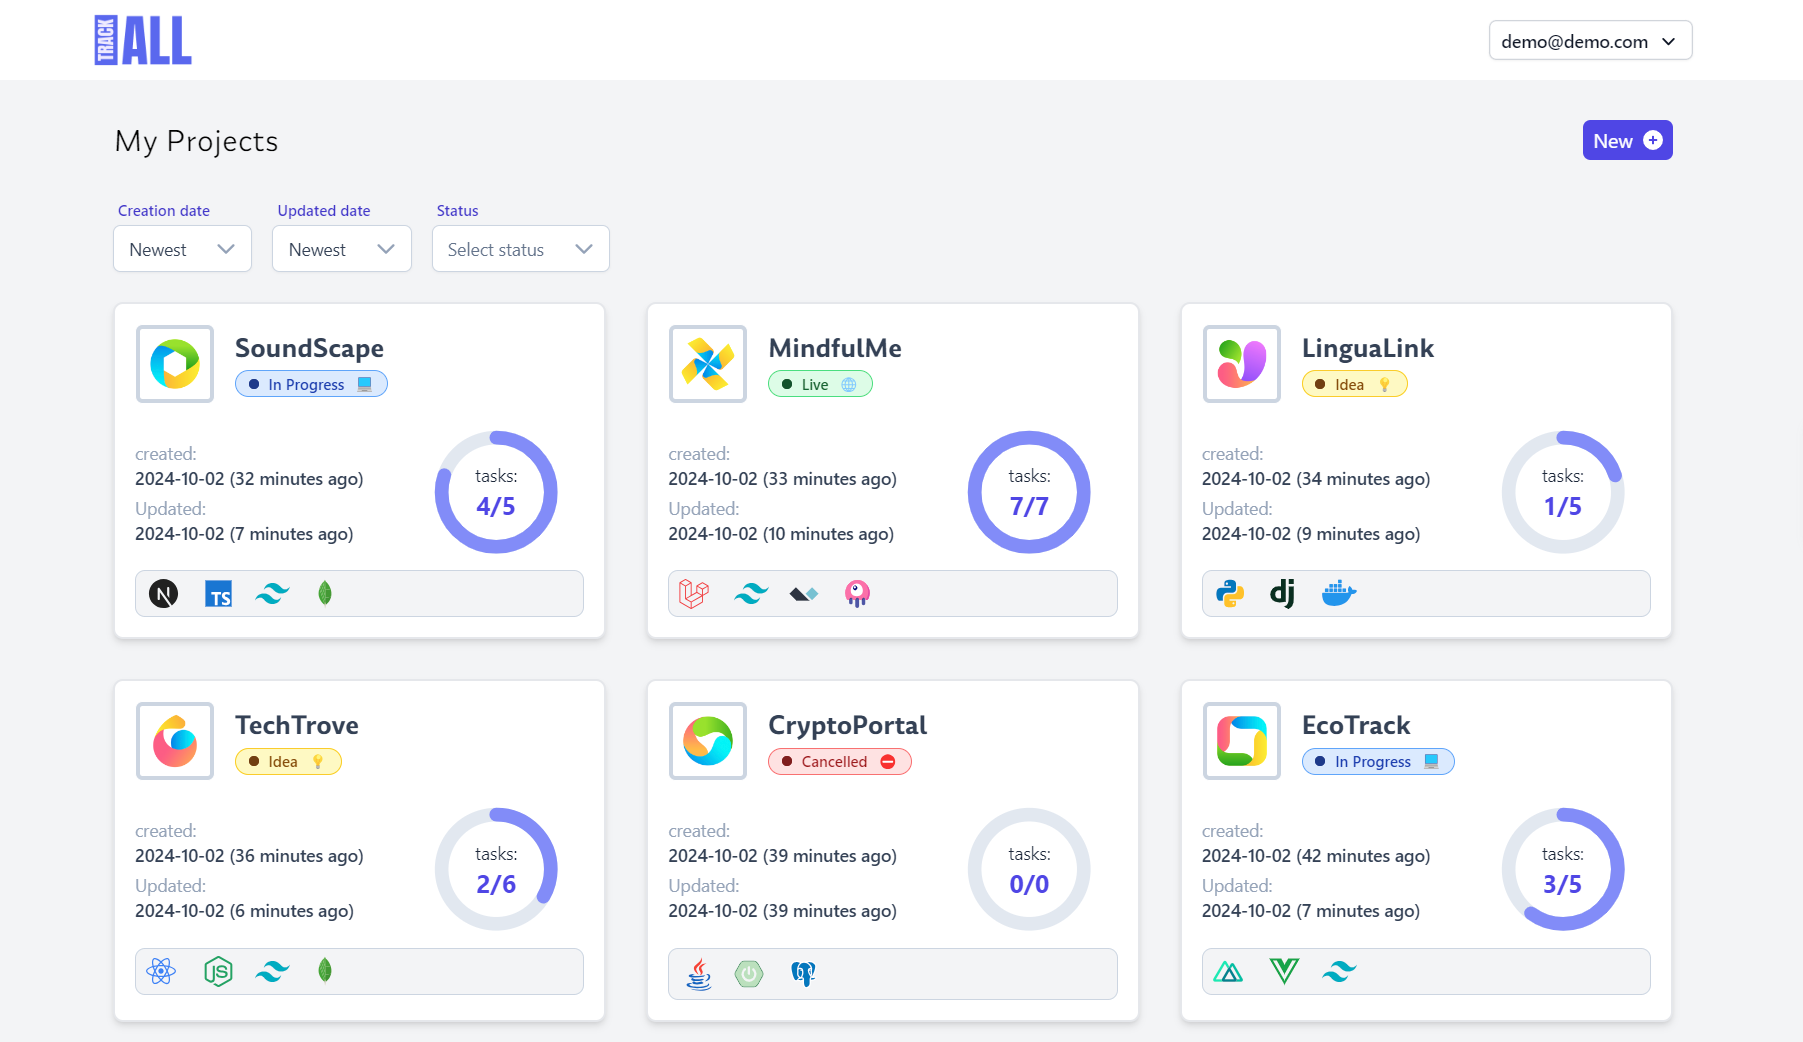 TRACK ALL
demo@demo.com
My Projects
New
Creation date
Updated date
Status
Newest
Newest
Select status
SoundScape
In Progress
created:
2024-10-02 (32 minutes ago)
Updated:
2024-10-02 (7 minutes ago)
tasks:
4/5
N
TS
MindfulMe
Live
created:
2024-10-02 (33 minutes ago)
Updated:
2024-10-02 (10 minutes ago)
tasks:
7/7
LinguaLink
Idea
created:
2024-10-02 (34 minutes ago)
Updated:
2024-10-02 (9 minutes ago)
tasks:
1/5
dj
TechTrove
Idea
created:
2024-10-02 (36 minutes ago)
Updated:
2024-10-02 (6 minutes ago)
tasks:
2/6
JS
CryptoPortal
Cancelled
created:
2024-10-02 (39 minutes ago)
Updated:
2024-10-02 (39 minutes ago)
tasks:
0/0
EcoTrack
In Progress
created:
2024-10-02 (42 minutes ago)
Updated:
2024-10-02 (7 minutes ago)
tasks:
3/5